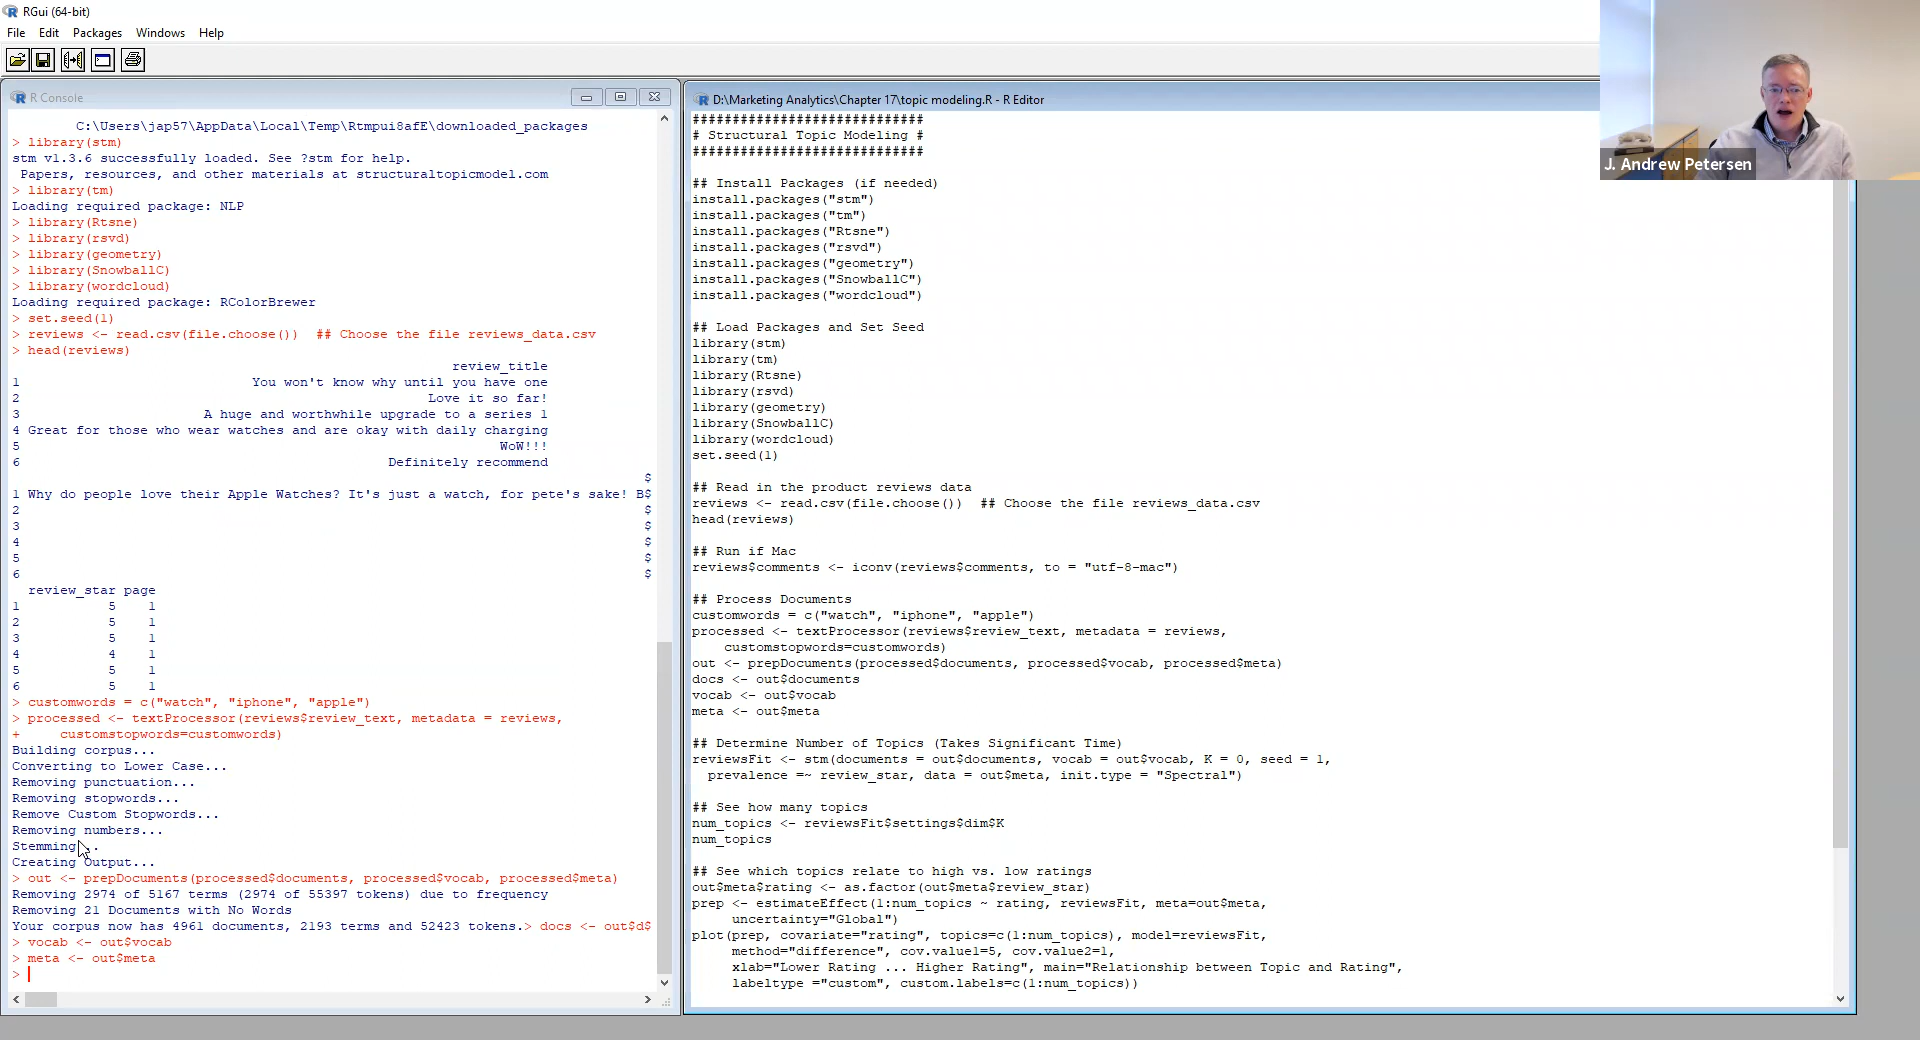 RGui (64-bit)
File Edit Packages Windows Help
R Console
C:\Users\jap57\AppData\Local\Temp\Rtmpui8afE\downloaded_packages
> library(stm)
stm v1.3.6 successfully loaded. See ?stm for help.
Papers, resources, and other materials at structuraltopicmodel.com
> library(tm)
Loading required package: NLP
> library(Rtsne)
> library(rsvd)
> library(geometry)
> library(SnowballC)
> library(wordcloud)
Loading required package: RColorBrewer
> set.seed(1)
> reviews <- read.csv(file.choose())  ## Choose the file reviews_data.csv
> head(reviews)
review_title
1 You won't know why until you have one
2 Love it so far!
3 A huge and worthwhile upgrade to a series 1
4 Great for those who wear watches and are okay with daily charging
5 WoW!!!
6 Definitely recommend
$
1 Why do people love their Apple Watches? It's just a watch, for pete's sake! B$
2 $
3 $
4 $
5 $
6 $
review_star page
1 5 1
2 5 1
3 5 1
4 4 1
5 5 1
6 5 1
> customwords = c("watch", "iphone", "apple")
> processed <- textProcessor(reviews$review_text, metadata = reviews,
+     customstopwords=customwords)
Building corpus...
Converting to Lower Case...
Removing punctuation...
Removing stopwords...
Remove Custom Stopwords...
Removing numbers...
Stemming...
Creating Output...
> out <- prepDocuments(processed$documents, processed$vocab, processed$meta)
Removing 2974 of 5167 terms (2974 of 55397 tokens) due to frequency
Removing 21 Documents with No Words
Your corpus now has 4961 documents, 2193 terms and 52423 tokens.> docs <- out$d$
> vocab <- out$vocab
> meta <- out$meta
>
D:\Marketing Analytics\Chapter 17\topic modeling.R - R Editor
############################
# Structural Topic Modeling #
############################
## Install Packages (if needed)
install.packages("stm")
install.packages("tm")
install.packages("Rtsne")
install.packages("rsvd")
install.packages("geometry")
install.packages("SnowballC")
install.packages("wordcloud")
## Load Packages and Set Seed
library(stm)
library(tm)
library(Rtsne)
library(rsvd)
library(geometry)
library(SnowballC)
library(wordcloud)
set.seed(1)
## Read in the product reviews data
reviews <- read.csv(file.choose())  ## Choose the file reviews_data.csv
head(reviews)
## Run if Mac
reviews$comments <- iconv(reviews$comments, to = "utf-8-mac")
## Process Documents
customwords = c("watch", "iphone", "apple")
processed <- textProcessor(reviews$review_text, metadata = reviews,
customstopwords=customwords)
out <- prepDocuments(processed$documents, processed$vocab, processed$meta)
docs <- out$documents
vocab <- out$vocab
meta <- out$meta
## Determine Number of Topics (Takes Significant Time)
reviewsFit <- stm(documents = out$documents, vocab = out$vocab, K = 0, seed = 1,
prevalence =~ review_star, data = out$meta, init.type = "Spectral")
## See how many topics
num_topics <- reviewsFit$settings$dim$K
num_topics
## See which topics relate to high vs. low ratings
out$meta$rating <- as.factor(out$meta$review_star)
prep <- estimateEffect(1:num_topics ~ rating, reviewsFit, meta=out$meta,
uncertainty="Global")
plot(prep, covariate="rating", topics=c(1:num_topics), model=reviewsFit,
method="difference", cov.value1=5, cov.value2=1,
xlab="Lower Rating ... Higher Rating", main="Relationship between Topic and Rating",
labeltype ="custom", custom.labels=c(1:num_topics))
J. Andrew Petersen